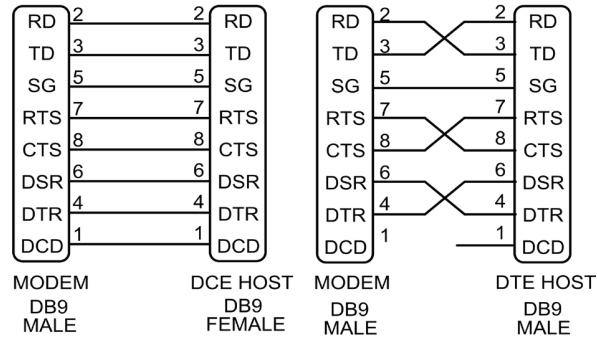 RD 2 2 RD
TD 3 3 TD
SG 5 5 SG
RTS 7 7 RTS
CTS 8 8 CTS
DSR 6 6 DSR
DTR 4 4 DTR
DCD 1 1 DCD
MODEM DCE HOST
DB9 DB9
MALE FEMALE
RD 2 2 RD
TD 3 3 TD
SG 5 5 SG
RTS 7 7 RTS
CTS 8 8 CTS
DSR 6 6 DSR
DTR 4 4 DTR
DCD 1 1 DCD
MODEM DTE HOST
DB9 DB9
MALE MALE